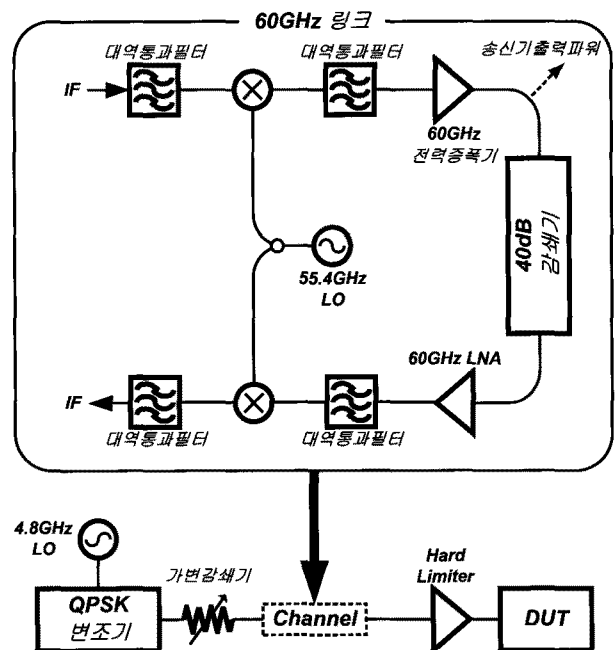 60GHz 링크
대역통과필터
대역통과필터
송신기출력파워
IF
60GHz
전력증폭기
40dB
감쇄기
55.4GHz
LO
60GHz LNA
IF
대역통과필터
대역통과필터
4.8GHz
LO
가변감쇄기
Hard
Limiter
QPSK
변조기
Channel
DUT